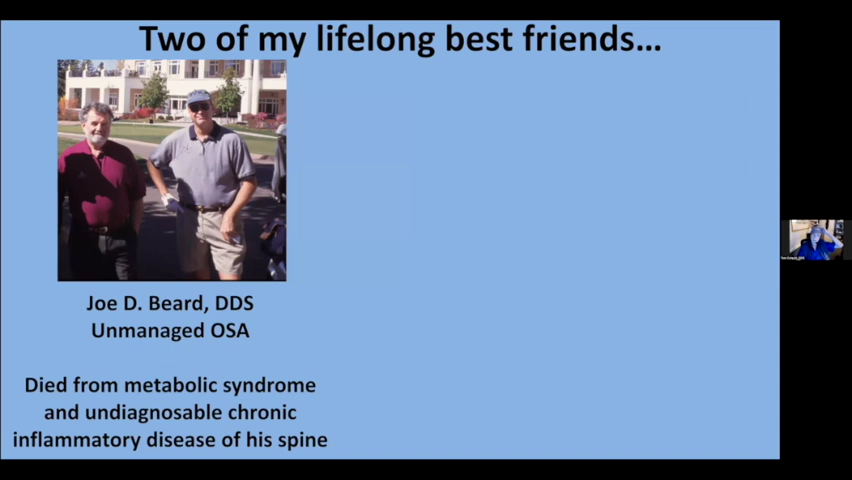 Two of my lifelong best friends...
Joe D. Beard, DDS
Unmanaged OSA
Died from metabolic syndrome
and undiagnosable chronic
inflammatory disease of his spine